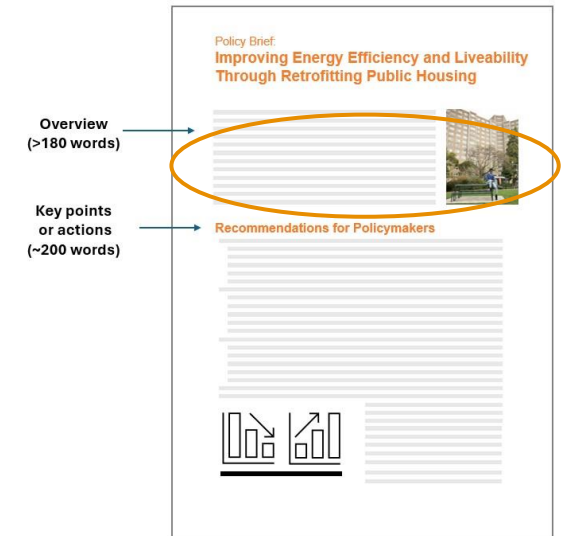 Policy Brief:
Improving Energy Efficiency and Liveability
Through Retrofitting Public Housing
Overview
(>180 words)
Key points
or actions
(~200 words)
Recommendations for Policymakers